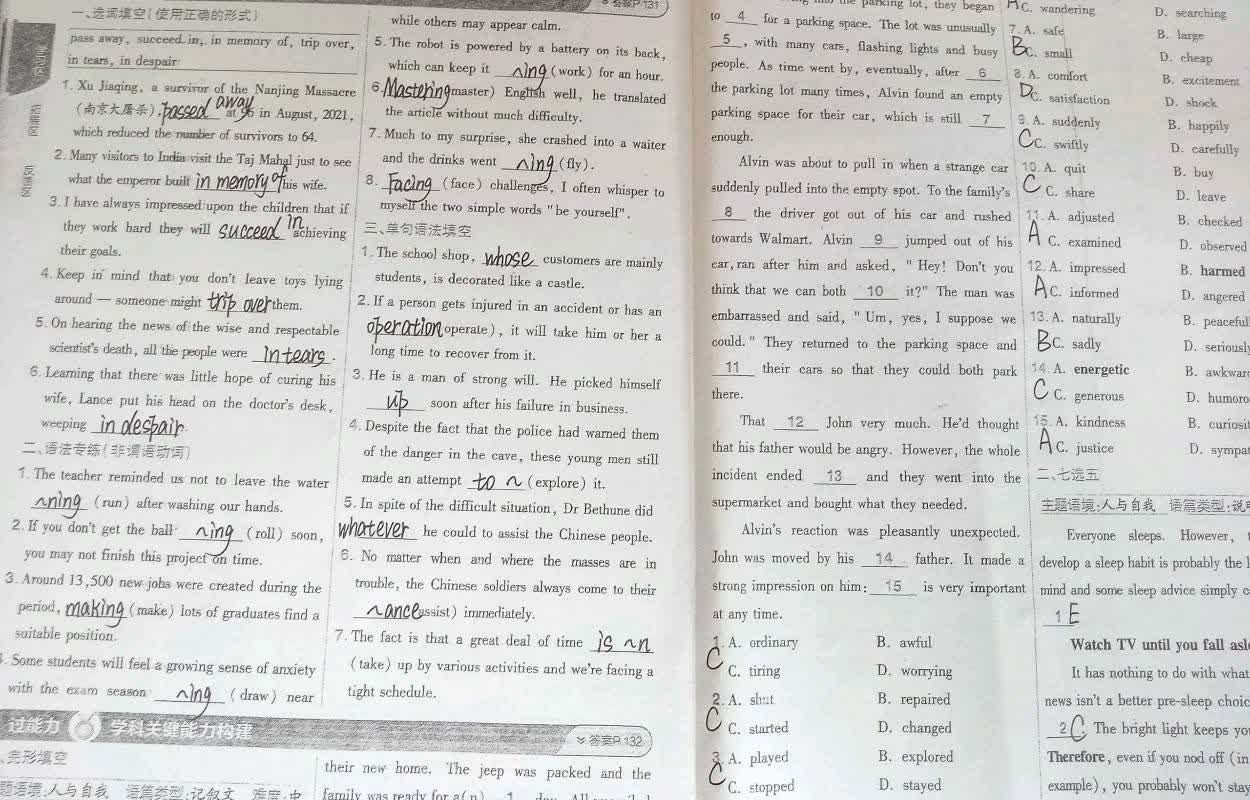 一、选词填空(使用正确的形式)
pass away, succeed in, in memory of, trip over,
in tears, in despair
1. Xu Jiaqing, a survivor of the Nanjing Massacre
(南京大屠杀), passed away at 96 in August, 2021,
which reduced the number of survivors to 64.
2. Many visitors to India visit the Taj Mahal just to see
what the emperor built in memory of his wife.
3. I have always impressed upon the children that if
they work hard they will succeed in achieving
their goals.
4. Keep in mind that you don't leave toys lying
around — someone might trip over them.
5. On hearing the news of the wise and respectable
scientist's death, all the people were in tears.
6. Learning that there was little hope of curing his
wife, Lance put his head on the doctor's desk,
weeping in despair.
二、语法专练(非谓语动词)
1. The teacher reminded us not to leave the water
~ning (run) after washing our hands.
2. If you don't get the ball ~ing (roll) soon,
you may not finish this project on time.
3. Around 13,500 new jobs were created during the
period, making (make) lots of graduates find a
suitable position.
4. Some students will feel a growing sense of anxiety
with the exam season ~ing (draw) near
过能力 6 学科关键能力构建
答案P.132
、完形填空
题语境:人与自我 语篇类型:记叙文 难度:中
答案P.131
while others may appear calm.
5. The robot is powered by a battery on its back,
which can keep it ~ing (work) for an hour.
6. Mastering (master) English well, he translated
the article without much difficulty.
7. Much to my surprise, she crashed into a waiter
and the drinks went ~ing (fly).
8. Facing (face) challenges, I often whisper to
myself the two simple words "be yourself".
三、单句语法填空
1. The school shop, whose customers are mainly
students, is decorated like a castle.
2. If a person gets injured in an accident or has an
operation (operate), it will take him or her a
long time to recover from it.
3. He is a man of strong will. He picked himself
up soon after his failure in business.
4. Despite the fact that the police had warned them
of the danger in the cave, these young men still
made an attempt to ~ (explore) it.
5. In spite of the difficult situation, Dr Bethune did
whatever he could to assist the Chinese people.
6. No matter when and where the masses are in
trouble, the Chinese soldiers always come to their
~ance (assist) immediately.
7. The fact is that a great deal of time is ~n
(take) up by various activities and we're facing a
tight schedule.
their new home. The jeep was packed and the
family was ready for a(n) 1
the parking lot, they began
to 4 for a parking space. The lot was unusually
5, with many cars, flashing lights and busy
people. As time went by, eventually, after 6
the parking lot many times, Alvin found an empty
parking space for their car, which is still 7
enough.
Alvin was about to pull in when a strange car
suddenly pulled into the empty spot. To the family's
8 the driver got out of his car and rushed
towards Walmart. Alvin 9 jumped out of his
car, ran after him and asked, "Hey! Don't you
think that we can both 10 it?" The man was
embarrassed and said, "Um, yes, I suppose we
could." They returned to the parking space and
11 their cars so that they could both park
there.
That 12 John very much. He'd thought
that his father would be angry. However, the whole
incident ended 13 and they went into the
supermarket and bought what they needed.
Alvin's reaction was pleasantly unexpected.
John was moved by his 14 father. It made a
strong impression on him: 15 is very important
at any time.
1. A. ordinary B. awful
C
C. tiring D. worrying
2. A. shut B. repaired
C
C. started D. changed
3. A. played B. explored
C
C. stopped D. stayed
A C. wandering D. searching
7. A. safe B. large
B C. small D. cheap
8. A. comfort B. excitement
D C. satisfaction D. shock
9. A. suddenly B. happily
C C. swiftly D. carefully
10. A. quit B. buy
C C. share D. leave
11. A. adjusted B. checked
A C. examined D. observed
12. A. impressed B. harmed
A C. informed D. angered
13. A. naturally B. peaceful
B C. sadly D. seriously
14. A. energetic B. awkwar
C C. generous D. humoro
15. A. kindness B. curiosit
A C. justice D. sympat
二、七选五
主题语境:人与自我 语篇类型:说明
Everyone sleeps. However,
develop a sleep habit is probably the
mind and some sleep advice simply c
1 E
Watch TV until you fall asl
It has nothing to do with what
news isn't a better pre-sleep choic
2 C. The bright light keeps yo
Therefore, even if you nod off (in
example), you probably won't stay